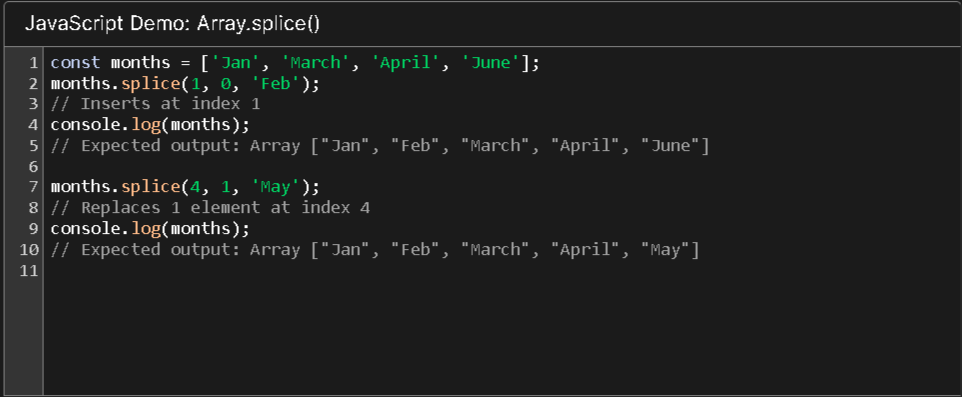 JavaScript Demo: Array.splice()
1 const months = ['Jan', 'March', 'April', 'June'];
2 months.splice(1, 0, 'Feb');
3 // Inserts at index 1
4 console.log(months);
5 // Expected output: Array ["Jan", "Feb", "March", "April", "June"]
6
7 months.splice(4, 1, 'May');
8 // Replaces 1 element at index 4
9 console.log(months);
10 // Expected output: Array ["Jan", "Feb", "March", "April", "May"]
11